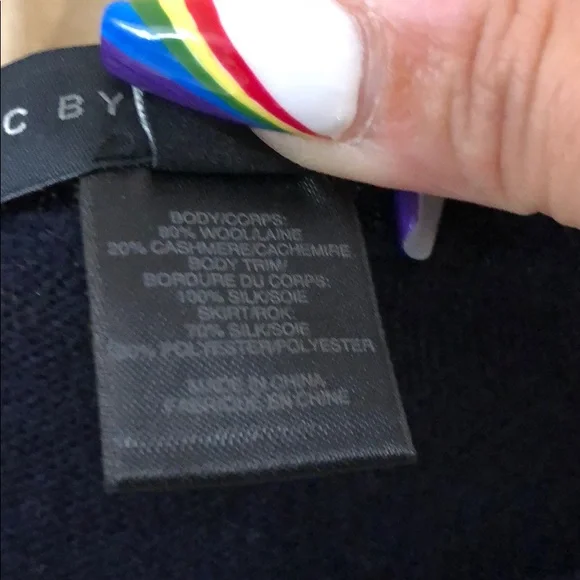 C BY
BODY/CORPS:
80% WOOL/LAINE
20% CASHMERE/CACHEMIRE
BODY TRIM/
BORDURE DU CORPS:
100% SILK/SOIE
SKIRT/ROK:
70% SILK/SOIE
30% POLYESTER/POLYESTER
MADE IN CHINA
FABRIQUE EN CHINE